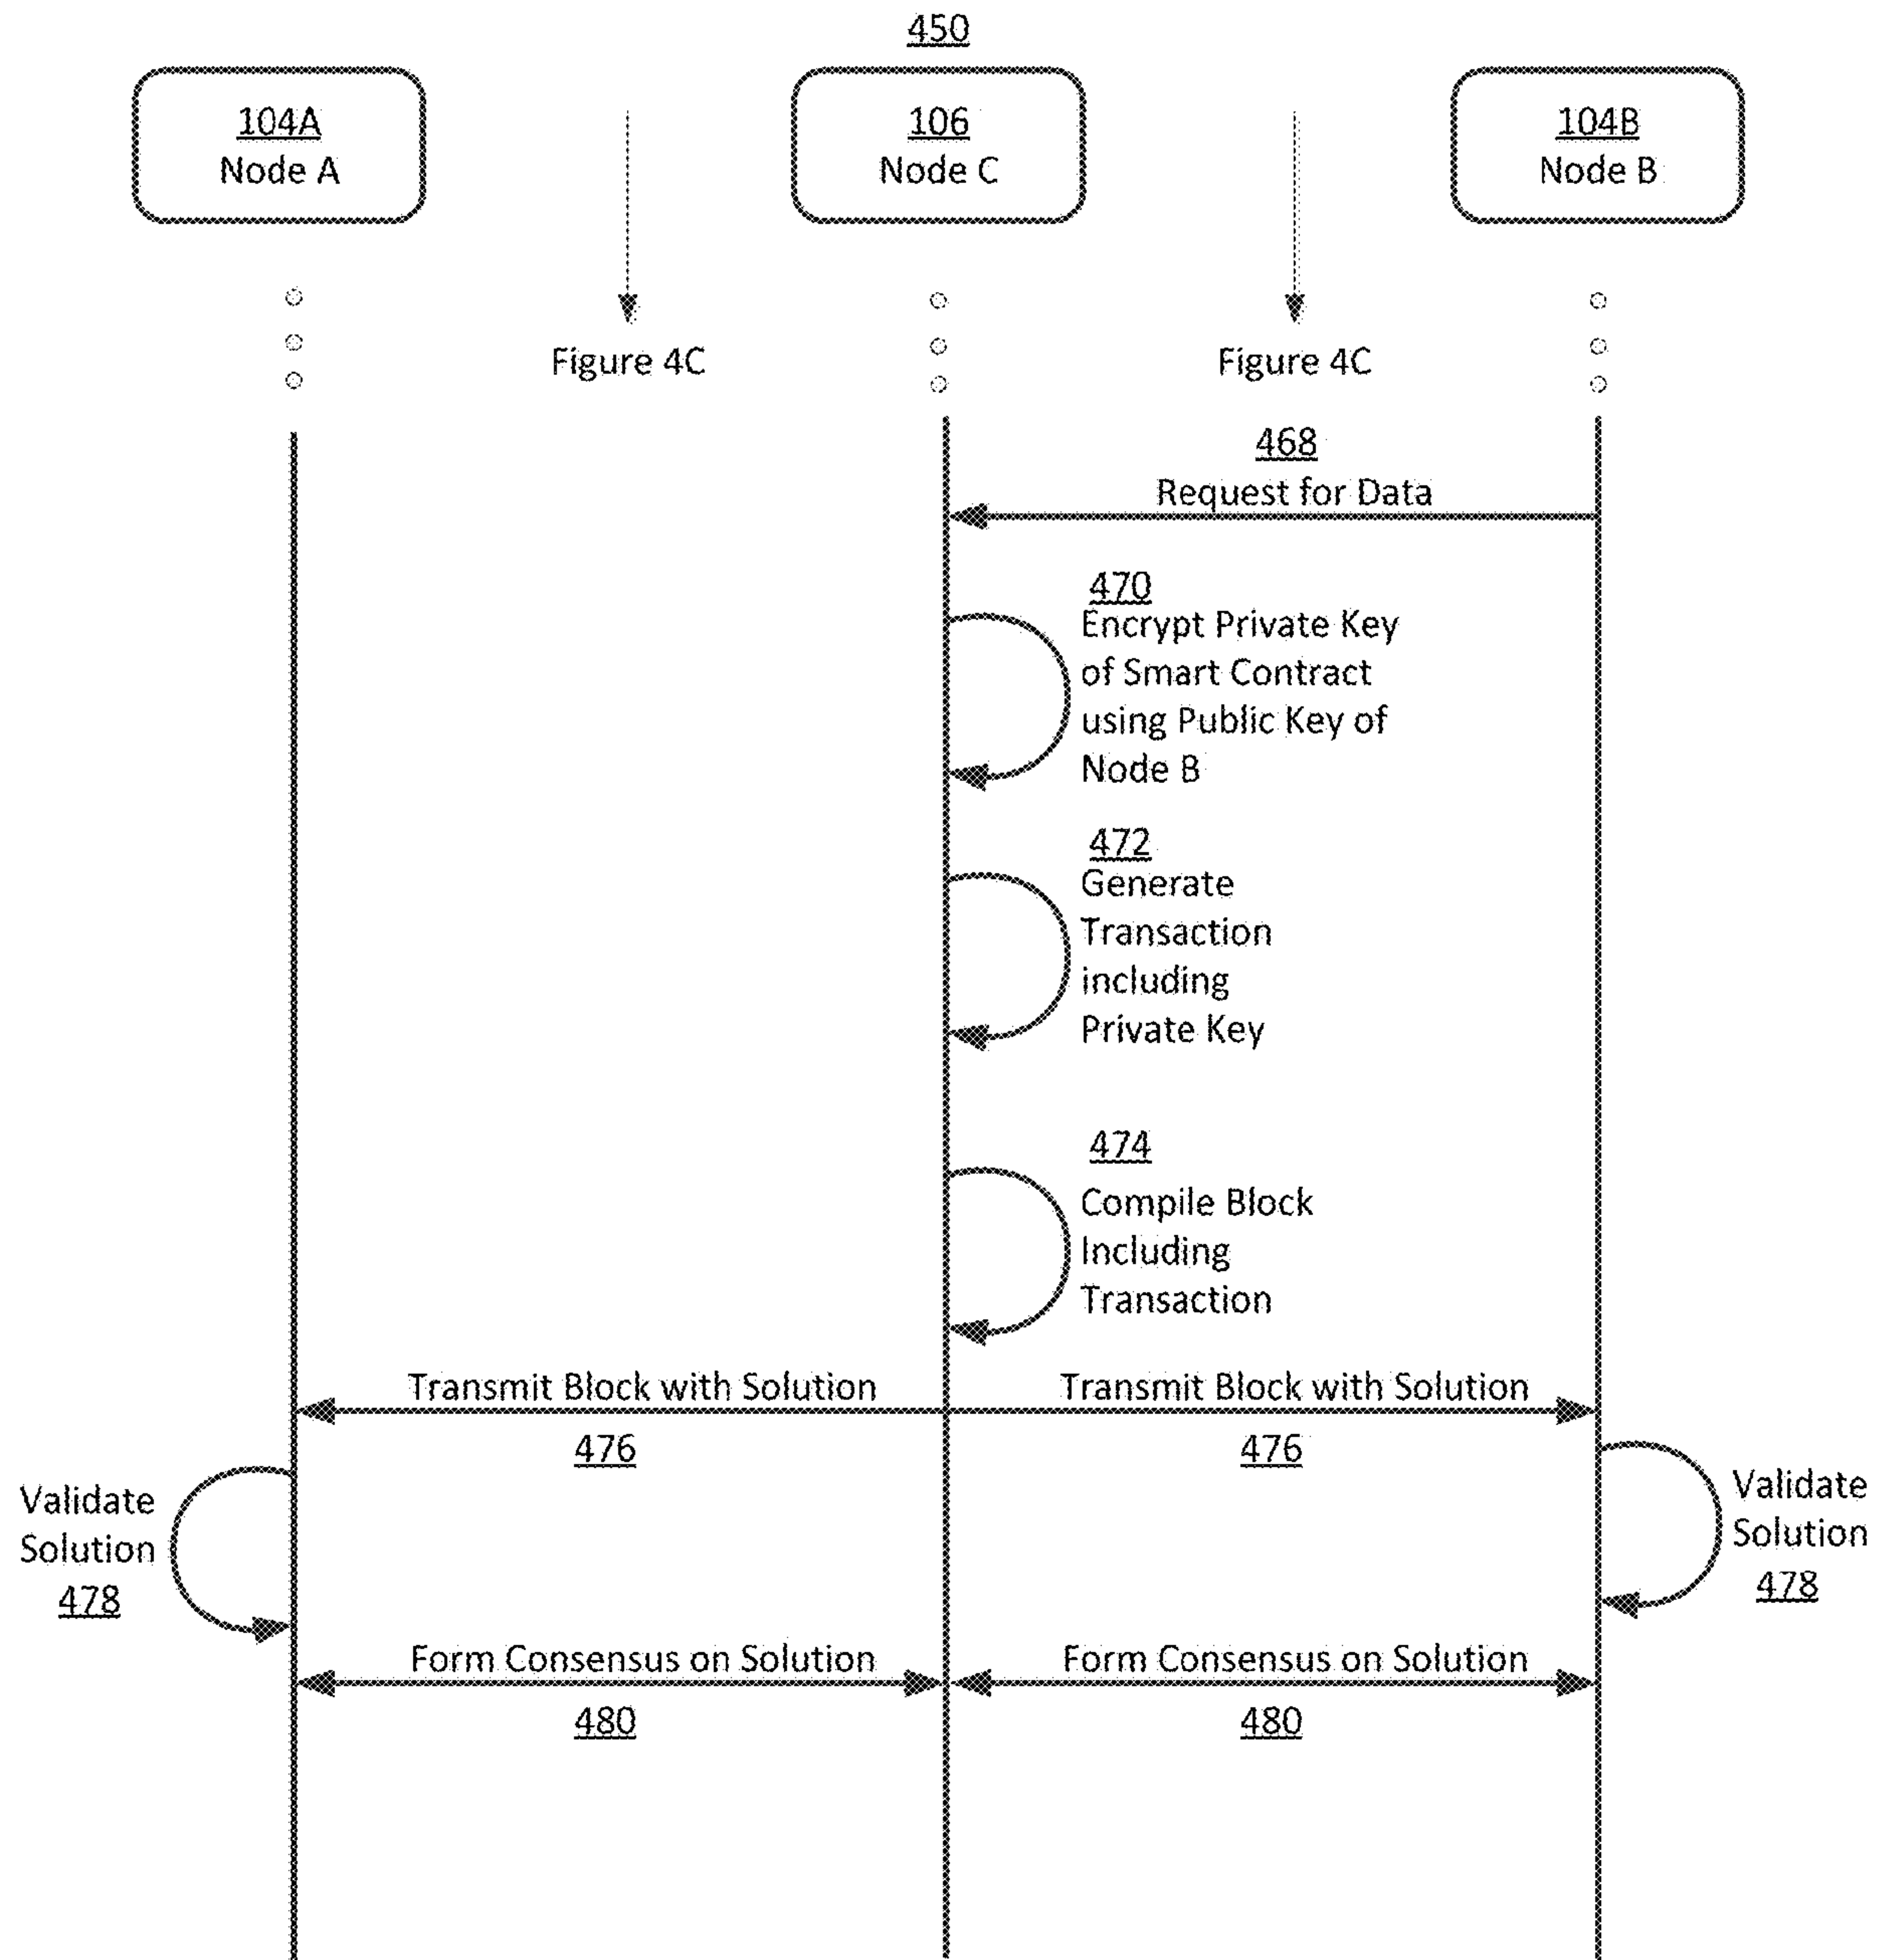 450
104A
Node A
106
Node C
104B
Node B
Figure 4C
Figure 4C
468
Request for Data
470
Encrypt Private Key
of Smart Contract
using Public Key of
Node B
472
Generate
Transaction
including
Private Key
474
Compile Block
Including
Transaction
Transmit Block with Solution
476
Transmit Block with Solution
476
Validate
Solution
478
Validate
Solution
478
Form Consensus on Solution
480
Form Consensus on Solution
480